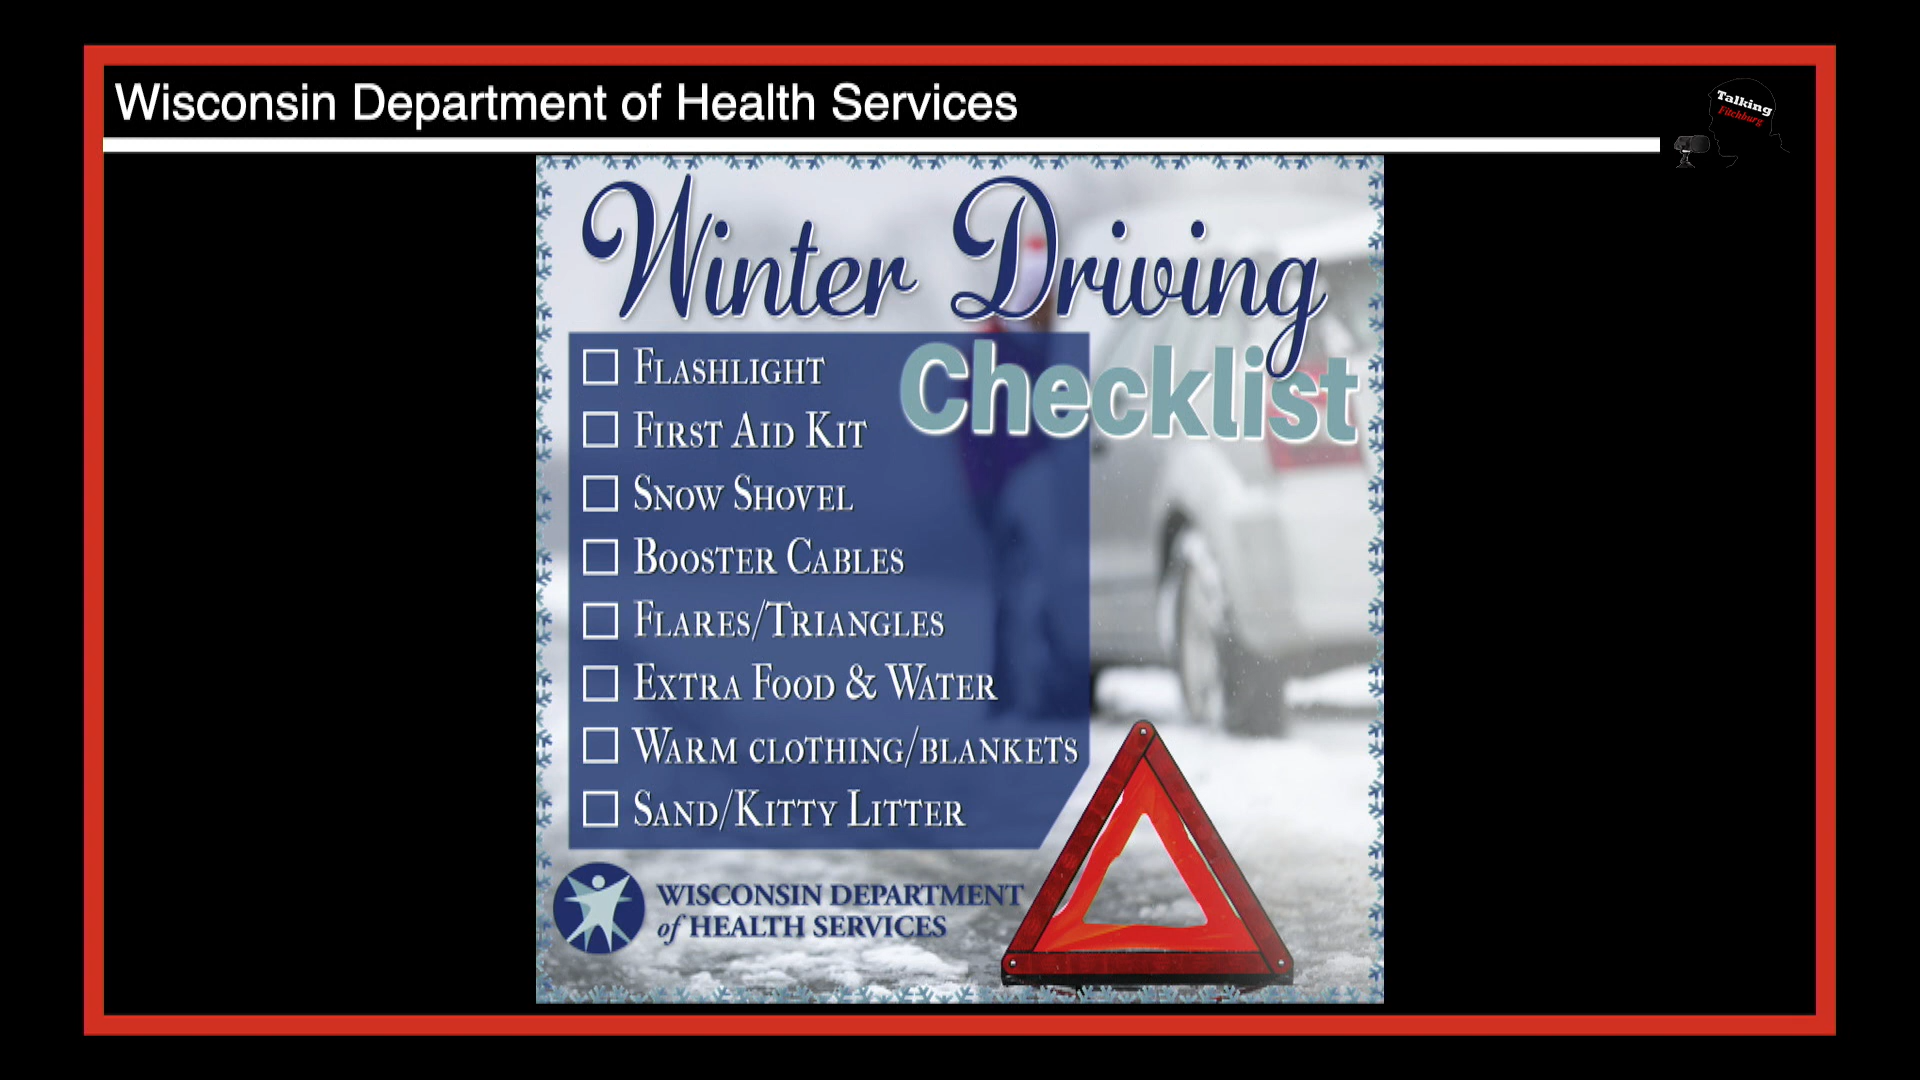 Wisconsin Department of Health Services
Talking
Fitchburg
Winter Driving
Checklist
FLASHLIGHT
FIRST AID KIT
SNOW SHOVEL
BOOSTER CABLES
FLARES/TRIANGLES
EXTRA FOOD & WATER
WARM CLOTHING/BLANKETS
SAND/KITTY LITTER
WISCONSIN DEPARTMENT
of HEALTH SERVICES